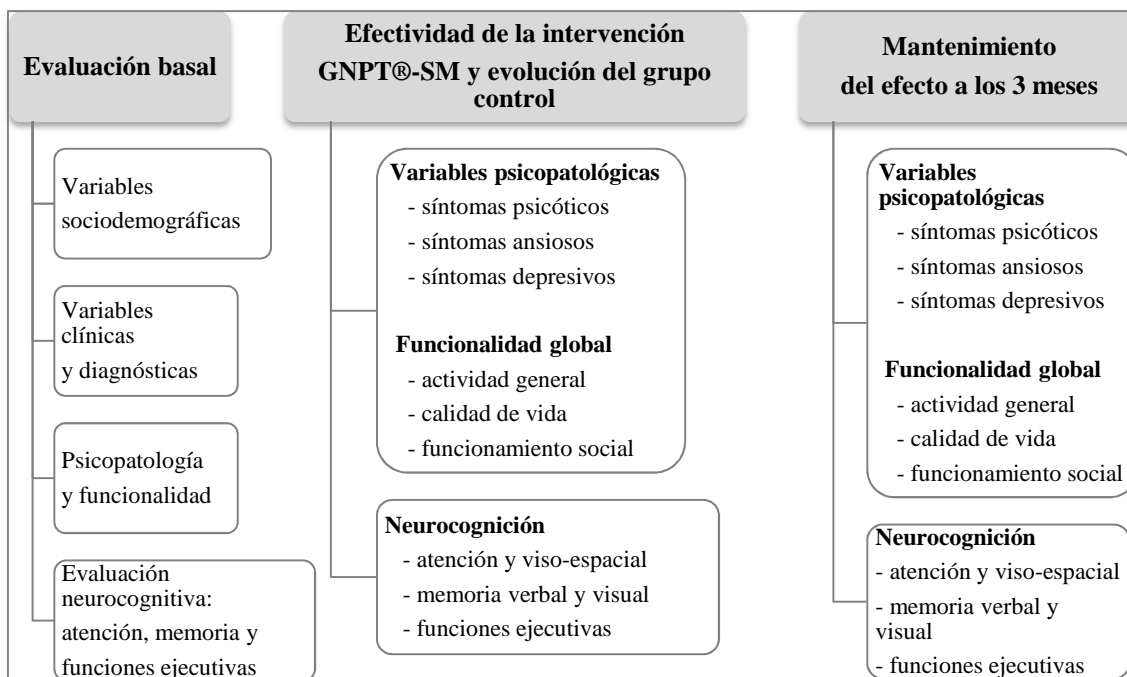 Evaluación basal
Variables
sociodemográficas
Variables
clínicas
y diagnósticas
Psicopatología
y funcionalidad
Evaluación
neurocognitiva:
atención, memoria y
funciones ejecutivas
Efectividad de la intervención
GNPT®-SM y evolución del grupo
control
Variables psicopatológicas
- síntomas psicóticos
- síntomas ansiosos
- síntomas depresivos
Funcionalidad global
- actividad general
- calidad de vida
- funcionamiento social
Neurocognición
- atención y viso-espacial
- memoria verbal y visual
- funciones ejecutivas
Mantenimiento
del efecto a los 3 meses
Variables
psicopatológicas
- síntomas psicóticos
- síntomas ansiosos
- síntomas depresivos
Funcionalidad global
- actividad general
- calidad de vida
- funcionamiento social
Neurocognición
- atención y viso-espacial
- memoria verbal y
visual
- funciones ejecutivas